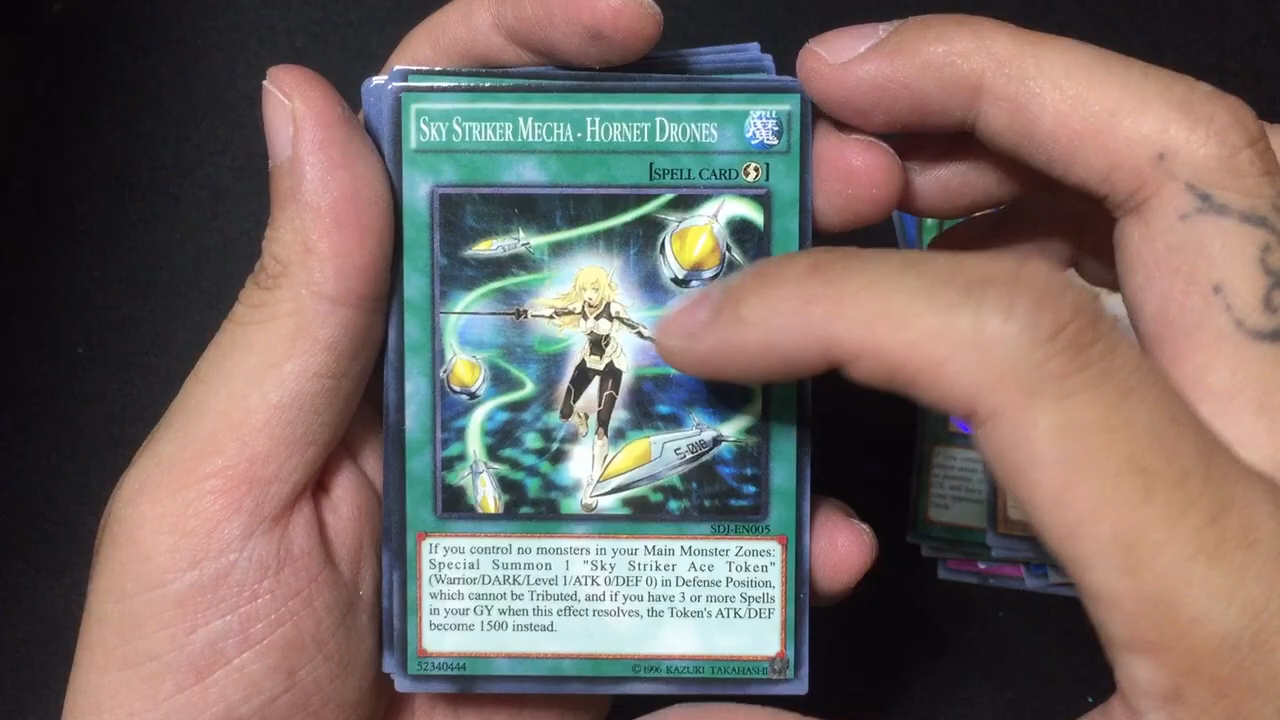 SKY STRIKER MECHA - HORNET DRONES
魔
[SPELL CARD]
S-018
SDJ-EN005
If you control no monsters in your Main Monster Zones:
Special Summon 1 "Sky Striker Ace Token"
(Warrior/DARK/Level 1/ATK 0/DEF 0) in Defense Position,
which cannot be Tributed, and if you have 3 or more Spells
in your GY when this effect resolves, the Token's ATK/DEF
become 1500 instead.
52340444
©1996 KAZUKI TAKAHASHI